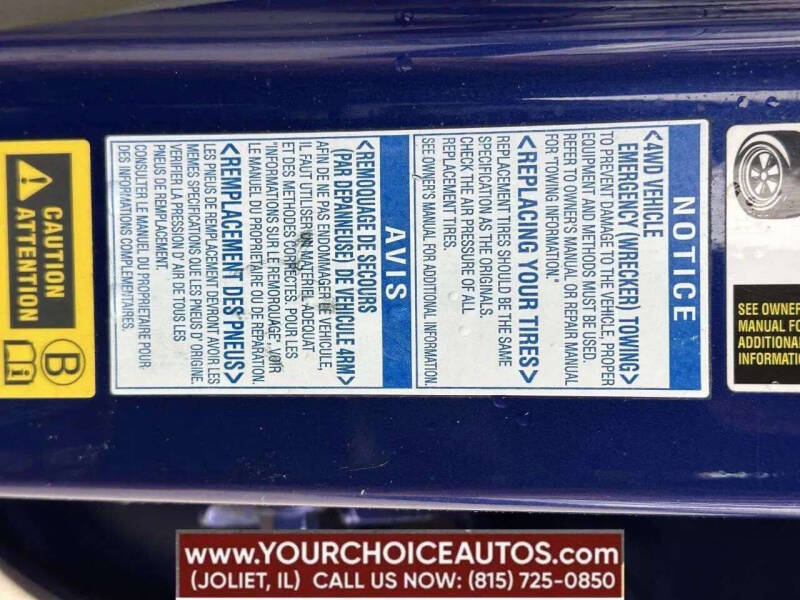 NOTICE
<4WD VEHICLE
EMERGENCY (WRECKER) TOWING>
TO PREVENT DAMAGE TO THE VEHICLE, PROPER
EQUIPMENT AND METHODS MUST BE USED.
REFER TO OWNER'S MANUAL OR REPAIR MANUAL
FOR "TOWING INFORMATION."
<REPLACING YOUR TIRES>
REPLACEMENT TIRES SHOULD BE THE SAME
SPECIFICATION AS THE ORIGINALS.
CHECK THE AIR PRESSURE OF ALL
REPLACEMENT TIRES.
SEE OWNER'S MANUAL FOR ADDITIONAL INFORMATION.
AVIS
<REMOQUAGE DE SECOURS
(PAR DEPANNEUSE) DE VEHICULE 4RM>
AFIN DE NE PAS ENDOMMAGER LE VEHICULE,
IL FAUT UTILISER UN MATERIEL ADEQUAT
ET DES METHODES CORRECTES. POUR LES
"INFORMATIONS SUR LE REMORQUAGE", VOIR
LE MANUEL DU PROPRIETAIRE OU DE REPARATION.
<REMPLACEMENT DES PNEUS>
LES PNEUS DE REMPLACEMENT DEVRONT AVOIR LES
MEMES SPECIFICATIONS QUE LES PNEUS D'ORIGINE.
VERIFIER LA PRESSION D'AIR DE TOUS LES
PNEUS DE REMPLACEMENT.
CONSULTER LE MANUEL DU PROPRIETAIRE POUR
DES INFORMATIONS COMPLEMENTAIRES.
CAUTION
ATTENTION
B
SEE OWNER
MANUAL FO
ADDITIONA
INFORMATI
www.YOURCHOICEAUTOS.com
(JOLIET, IL) CALL US NOW: (815) 725-0850